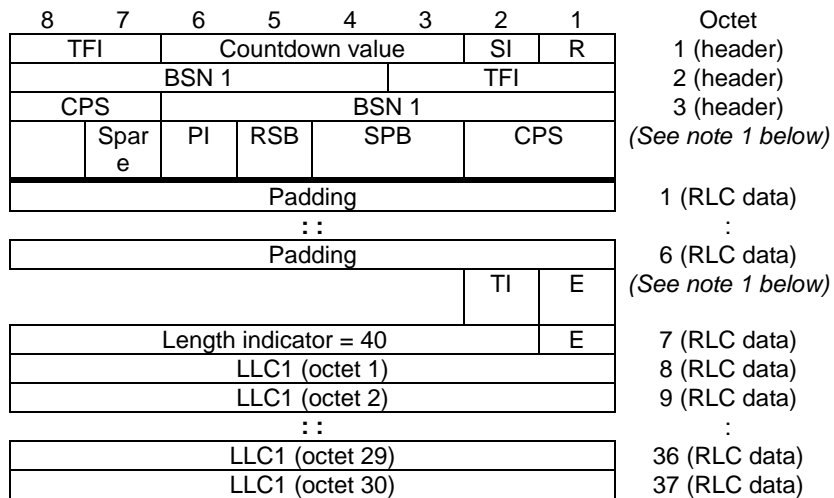 8 7 6 5 4 3 2 1 Octet
TFI Countdown value SI R 1 (header)
BSN 1 TFI 2 (header)
CPS BSN 1 3 (header)
Spar PI RSB SPB CPS (See note 1 below)
e
Padding 1 (RLC data)
: : :
Padding 6 (RLC data)
TI E (See note 1 below)
Length indicator = 40 E 7 (RLC data)
LLC1 (octet 1) 8 (RLC data)
LLC1 (octet 2) 9 (RLC data)
: : :
LLC1 (octet 29) 36 (RLC data)
LLC1 (octet 30) 37 (RLC data)